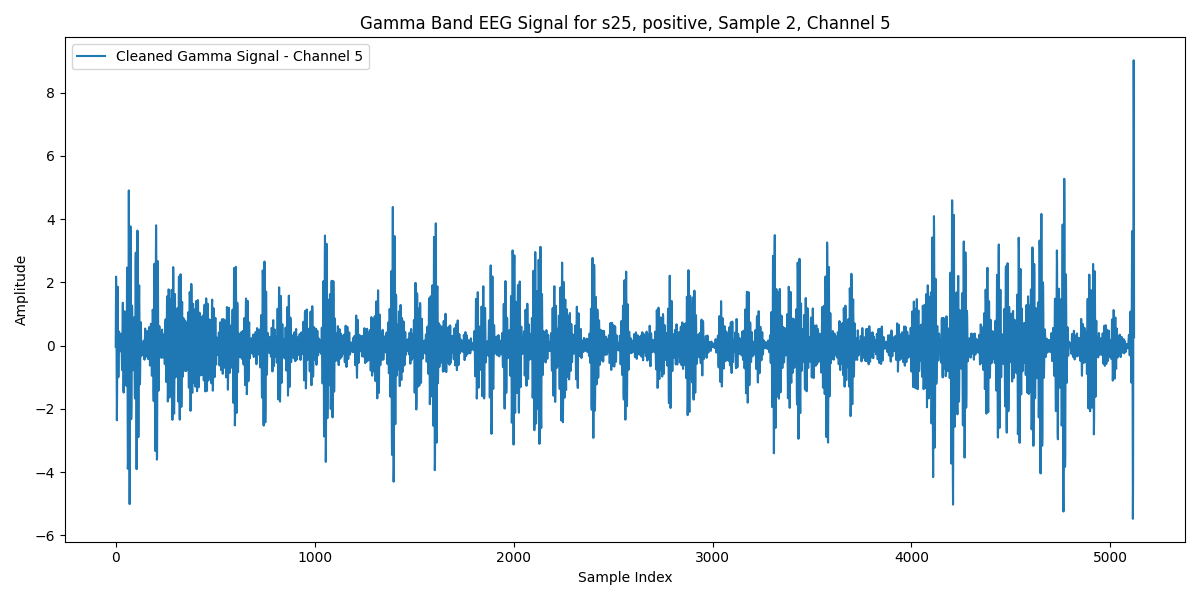 Gamma Band EEG Signal for s25, positive, Sample 2, Channel 5
Cleaned Gamma Signal - Channel 5
Amplitude
8
6
4
2
0
−2
−4
−6
0 1000 2000 3000 4000 5000
Sample Index